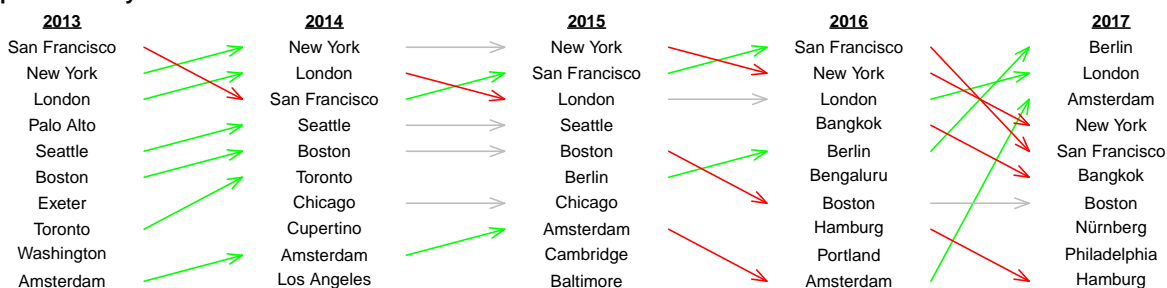 2013 2014 2015 2016 2017
San Francisco New York New York San Francisco Berlin
New York London San Francisco New York London
London San Francisco London London Amsterdam
Palo Alto Seattle Seattle Bangkok New York
Seattle Boston Boston Berlin San Francisco
Boston Toronto Berlin Bengaluru Bangkok
Exeter Chicago Chicago Boston Boston
Toronto Cupertino Amsterdam Hamburg Nürnberg
Washington Amsterdam Cambridge Portland Philadelphia
Amsterdam Los Angeles Baltimore Amsterdam Hamburg